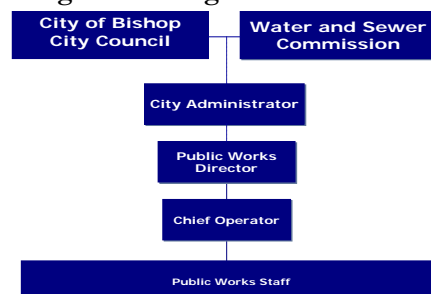 City of Bishop
City Council
Water and Sewer
Commission
City Administrator
Public Works
Director
Chief Operator
Public Works Staff